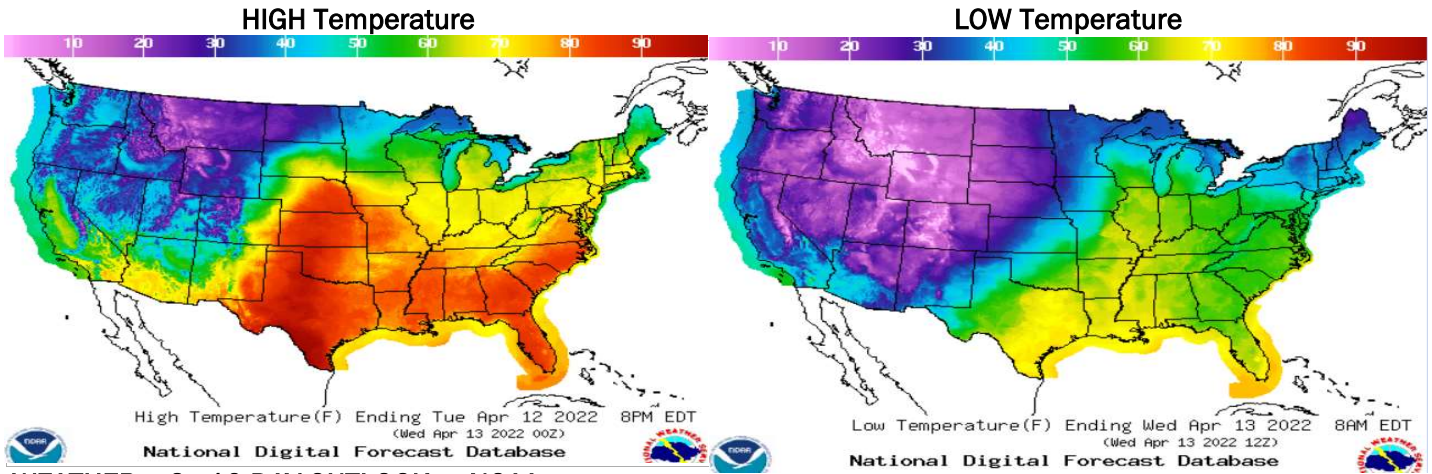 HIGH Temperature
10 20 30 40 50 60 70 80 90
High Temperature(F) Ending Tue Apr 12 2022 8PM EDT
(Wed Apr 13 2022 00Z)
National Digital Forecast Database
NOAA
LOW Temperature
10 20 30 40 50 60 70 80 90
Low Temperature(F) Ending Wed Apr 13 2022 8AM EDT
(Wed Apr 13 2022 12Z)
National Digital Forecast Database
NOAA